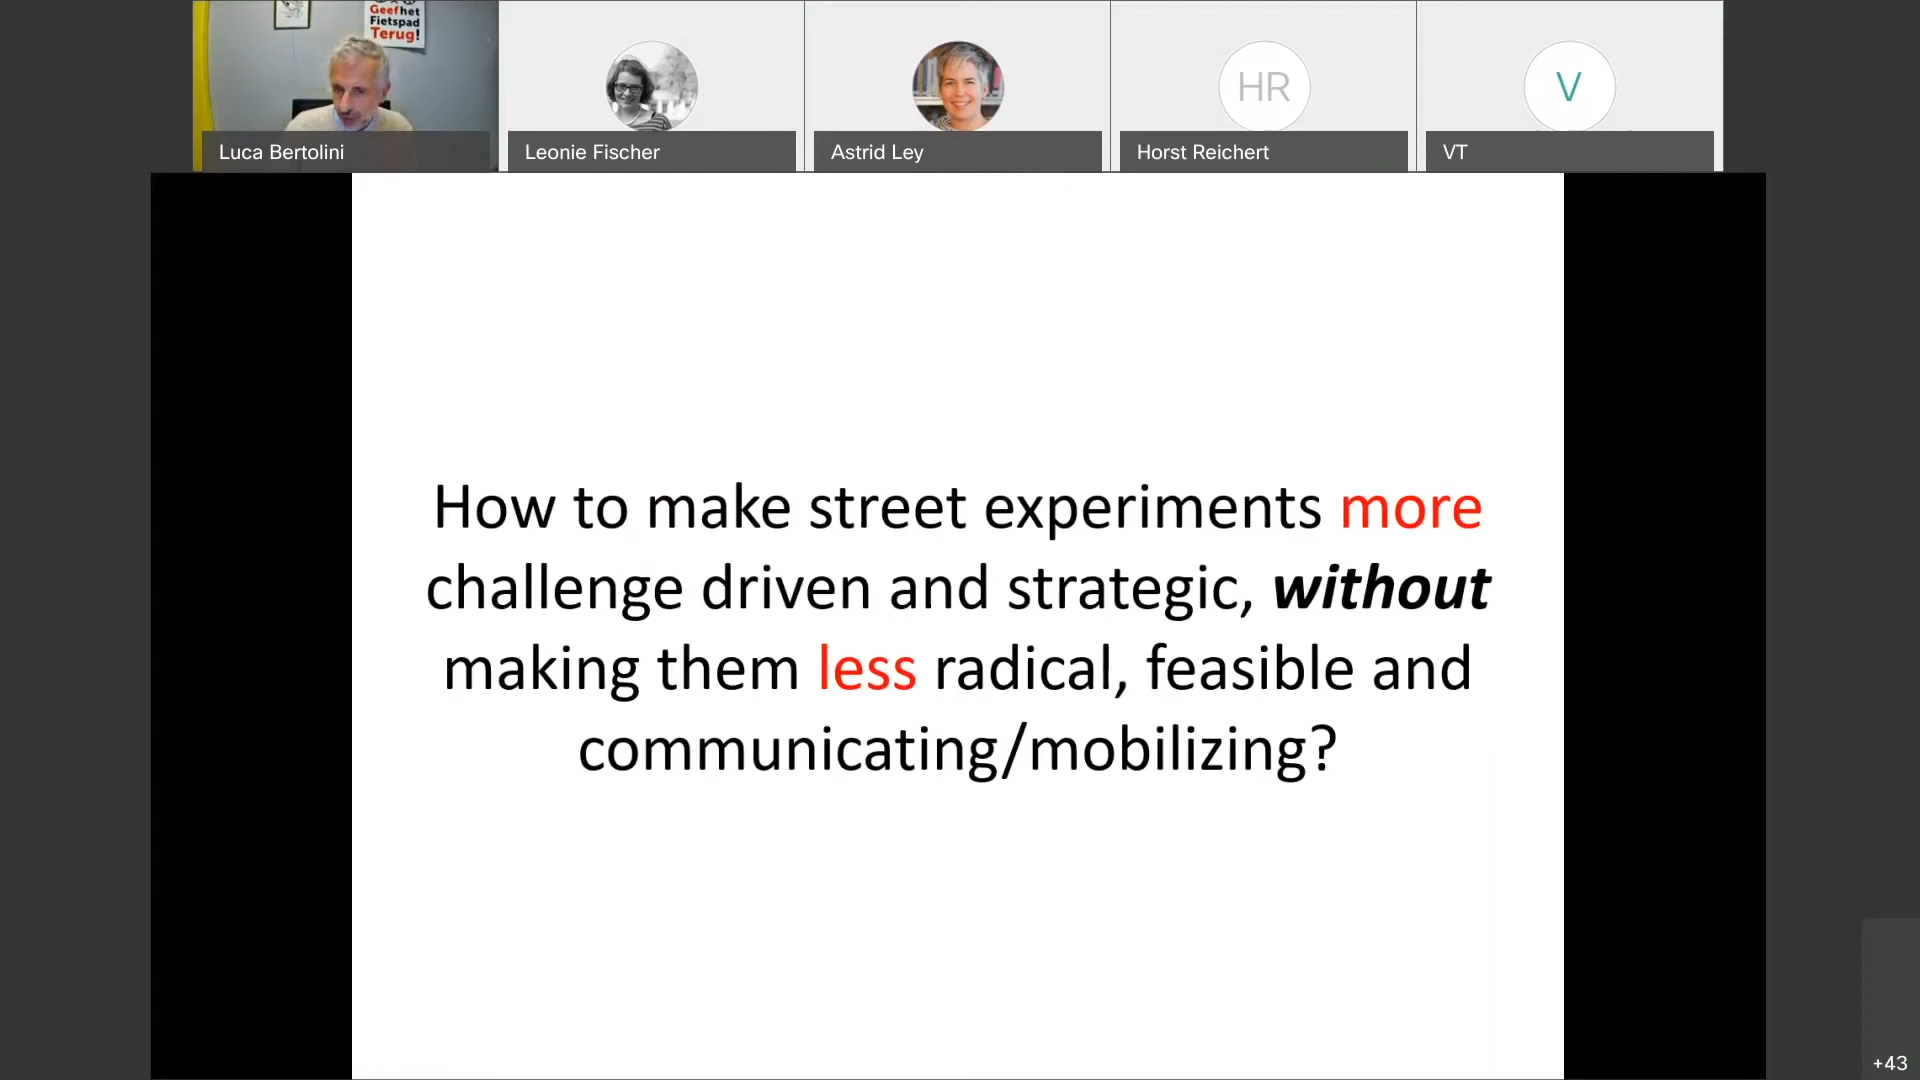 Geef het
Fietspad
Terug!
HR
V
Luca Bertolini
Leonie Fischer
Astrid Ley
Horst Reichert
VT
How to make street experiments more
challenge driven and strategic, without
making them less radical, feasible and
communicating/mobilizing?
+43